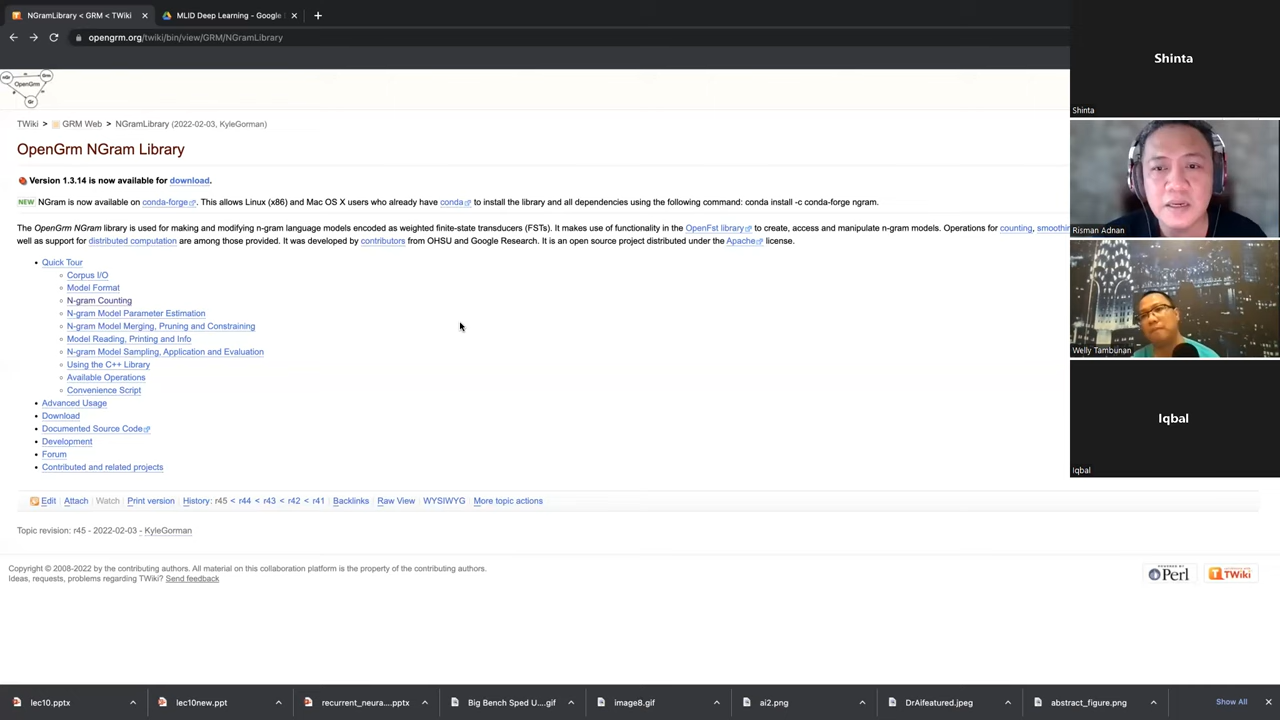 NGramLibrary < GRM < TWiki
MLID Deep Learning - Google
opengrm.org/twiki/bin/view/GRM/NGramLibrary
OpenGrm
Grm
Gr
TWiki > GRM Web > NGramLibrary (2022-02-03, KyleGorman)
OpenGrm NGram Library
Version 1.3.14 is now available for download.
NEW NGram is now available on conda-forge. This allows Linux (x86) and Mac OS X users who already have conda to install the library and all dependencies using the following command: conda install -c conda-forge ngram.
The OpenGrm NGram library is used for making and modifying n-gram language models encoded as weighted finite-state transducers (FSTs). It makes use of functionality in the OpenFst library to create, access and manipulate n-gram models. Operations for counting, smoothin
well as support for distributed computation are among those provided. It was developed by contributors from OHSU and Google Research. It is an open source project distributed under the Apache license.
• Quick Tour
Corpus I/O
Model Format
N-gram Counting
N-gram Model Parameter Estimation
N-gram Model Merging, Pruning and Constraining
Model Reading, Printing and Info
N-gram Model Sampling, Application and Evaluation
Using the C++ Library
Available Operations
Convenience Script
• Advanced Usage
• Download
• Documented Source Code
• Development
• Forum
• Contributed and related projects
Edit Attach Watch Print version History: r45 < r44 < r43 < r42 < r41 Backlinks Raw View WYSIWYG More topic actions
Topic revision: r45 - 2022-02-03 - KyleGorman
Copyright © 2008-2022 by the contributing authors. All material on this collaboration platform is the property of the contributing authors.
Ideas, requests, problems regarding TWiki? Send feedback
Perl
TWiki
Shinta
Shinta
Risman Adnan
Welly Tambunan
Iqbal
Iqbal
lec10.pptx
lec10new.ppt
recurrent_neura....pptx
Big Bench Sped U....gif
image8.gif
ai2.png
DrAifeatured.jpeg
abstract_figure.png
Show All